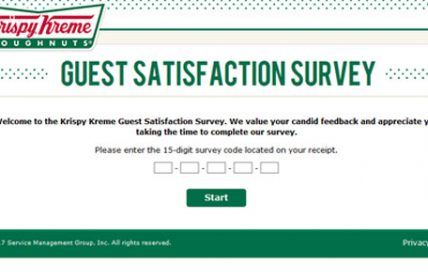 Krispy Kreme
DOUGHNUTS
GUEST SATISFACTION SURVEY
Welcome to the Krispy Kreme Guest Satisfaction Survey. We value your candid feedback and appreciate
taking the time to complete our survey.
Please enter the 15-digit survey code located on your receipt.
- - - -
Start
7 Service Management Group, Inc. All rights reserved.
Privacy